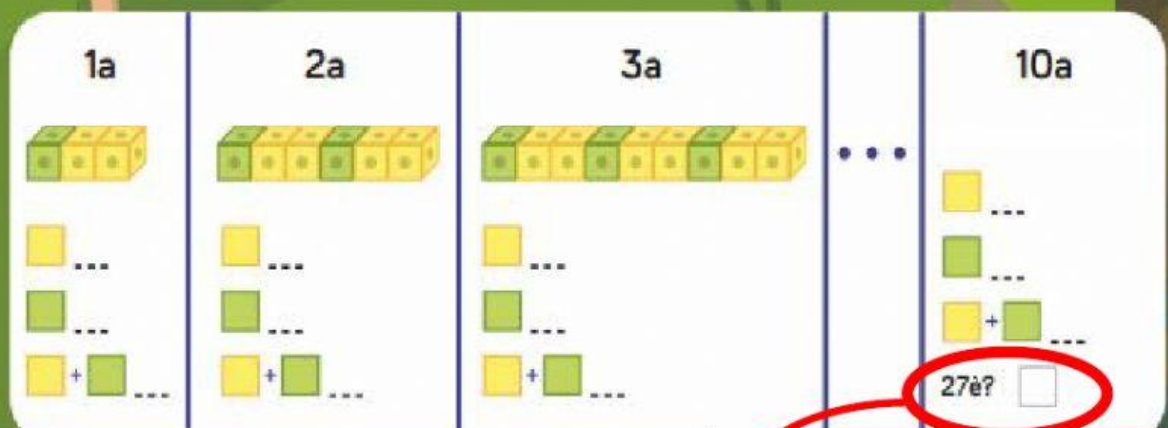 1a
2a
3a
10a
...
---
---
---
---
---
---
---
---
+ ---
+ ---
+ ---
+ ---
27è?